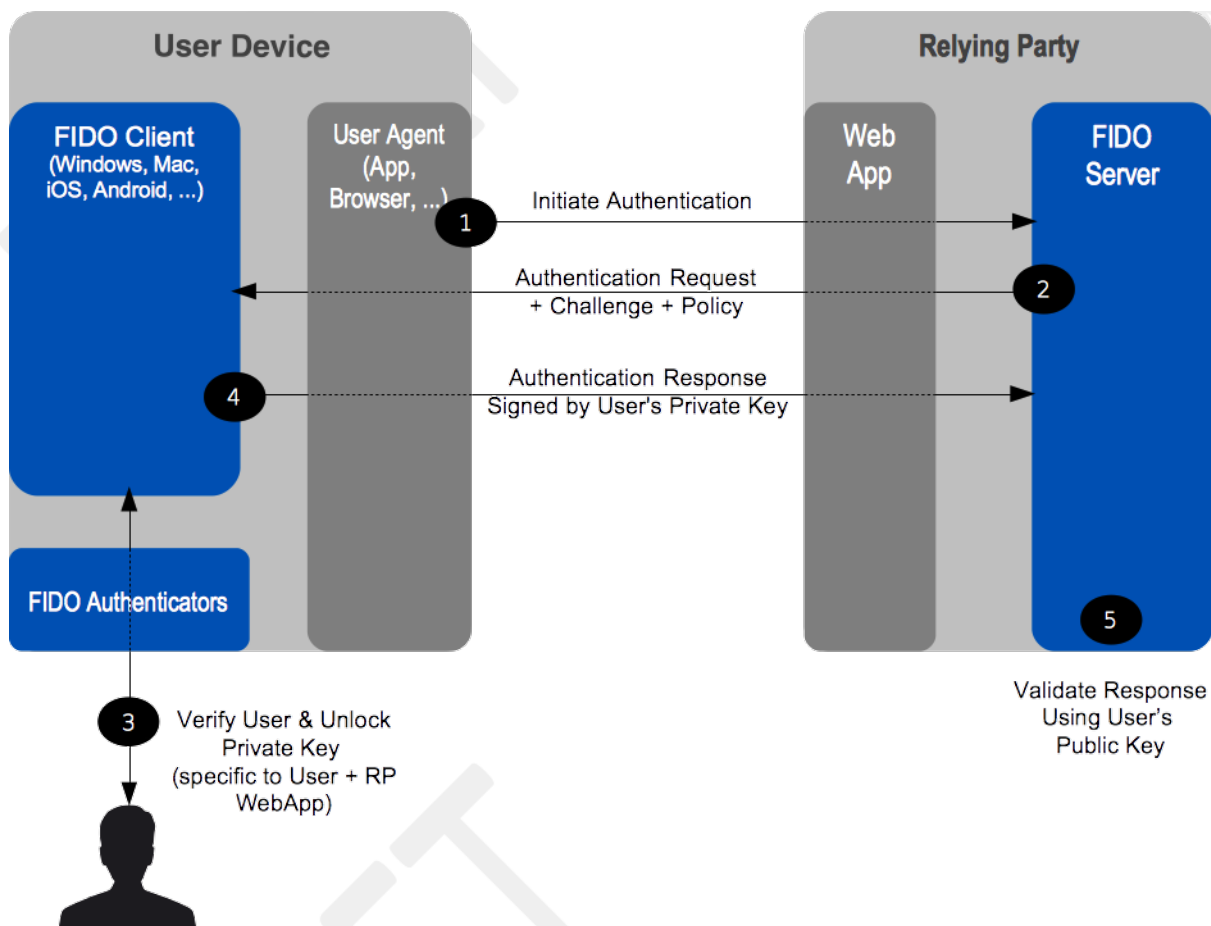 User Device
FIDO Client
(Windows, Mac,
iOS, Android, ...)
User Agent
(App,
Browser, ...)
FIDO Authenticators
Relying Party
Web
App
FIDO
Server
1
Initiate Authentication
2
Authentication Request
+ Challenge + Policy
4
Authentication Response
Signed by User's Private Key
3
Verify User & Unlock
Private Key
(specific to User + RP
WebApp)
5
Validate Response
Using User's
Public Key